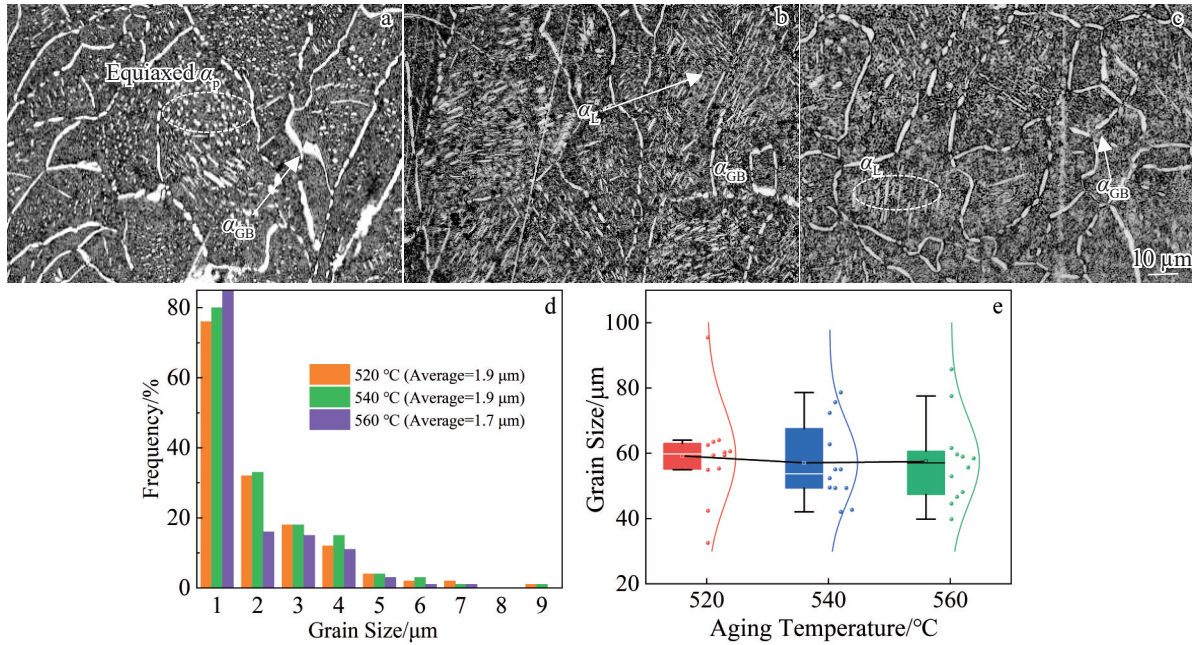 a
Equiaxed αp
αGB
b
αL
αGB
c
αL
αGB
10 μm
d
80
60
40
20
0
Frequency/%
520 ℃ (Average=1.9 μm)
540 ℃ (Average=1.9 μm)
560 ℃ (Average=1.7 μm)
1 2 3 4 5 6 7 8 9
Grain Size/μm
e
100
80
60
40
20
Grain Size/μm
520 540 560
Aging Temperature/℃